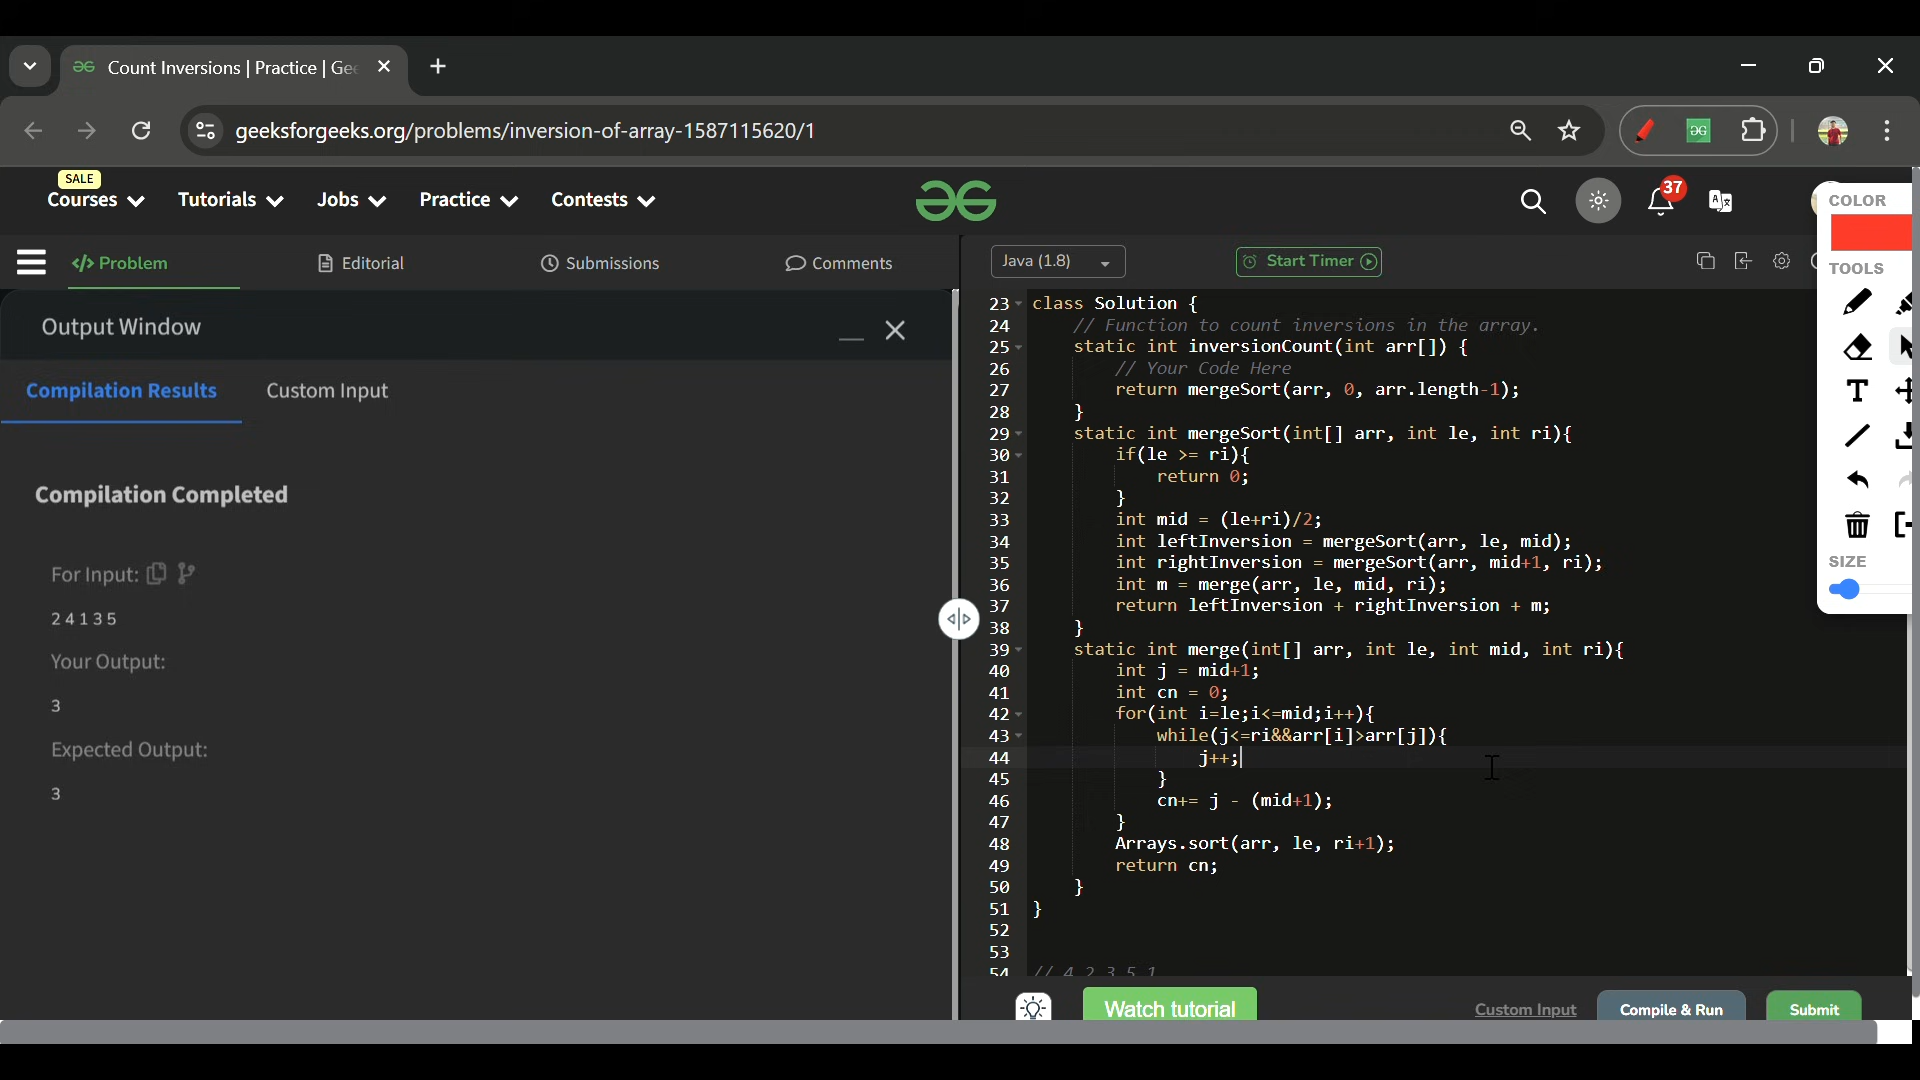 Count Inversions | Practice | Ge
geeksforgeeks.org/problems/inversion-of-array-1587115620/1
SALE
Courses
Tutorials
Jobs
Practice
Contests
37
COLOR
TOOLS
SIZE
</> Problem
Editorial
Submissions
Comments
Output Window
Compilation Results
Custom Input
Compilation Completed
For Input:
2 4 1 3 5
Your Output:
3
Expected Output:
3
Java (1.8)
Start Timer
23 class Solution {
24 // Function to count inversions in the array.
25 static int inversionCount(int arr[]) {
26 // Your Code Here
27 return mergeSort(arr, 0, arr.length-1);
28 }
29 static int mergeSort(int[] arr, int le, int ri){
30 if(le >= ri){
31 return 0;
32 }
33 int mid = (le+ri)/2;
34 int leftInversion = mergeSort(arr, le, mid);
35 int rightInversion = mergeSort(arr, mid+1, ri);
36 int m = merge(arr, le, mid, ri);
37 return leftInversion + rightInversion + m;
38 }
39 static int merge(int[] arr, int le, int mid, int ri){
40 int j = mid+1;
41 int cn = 0;
42 for(int i=le;i<=mid;i++){
43 while(j<=ri&&arr[i]>arr[j]){
44 j++;
45 }
46 cn+= j - (mid+1);
47 }
48 Arrays.sort(arr, le, ri+1);
49 return cn;
50 }
51 }
52
53
54 // 4 2 3 5 1
Watch tutorial
Custom Input
Compile & Run
Submit